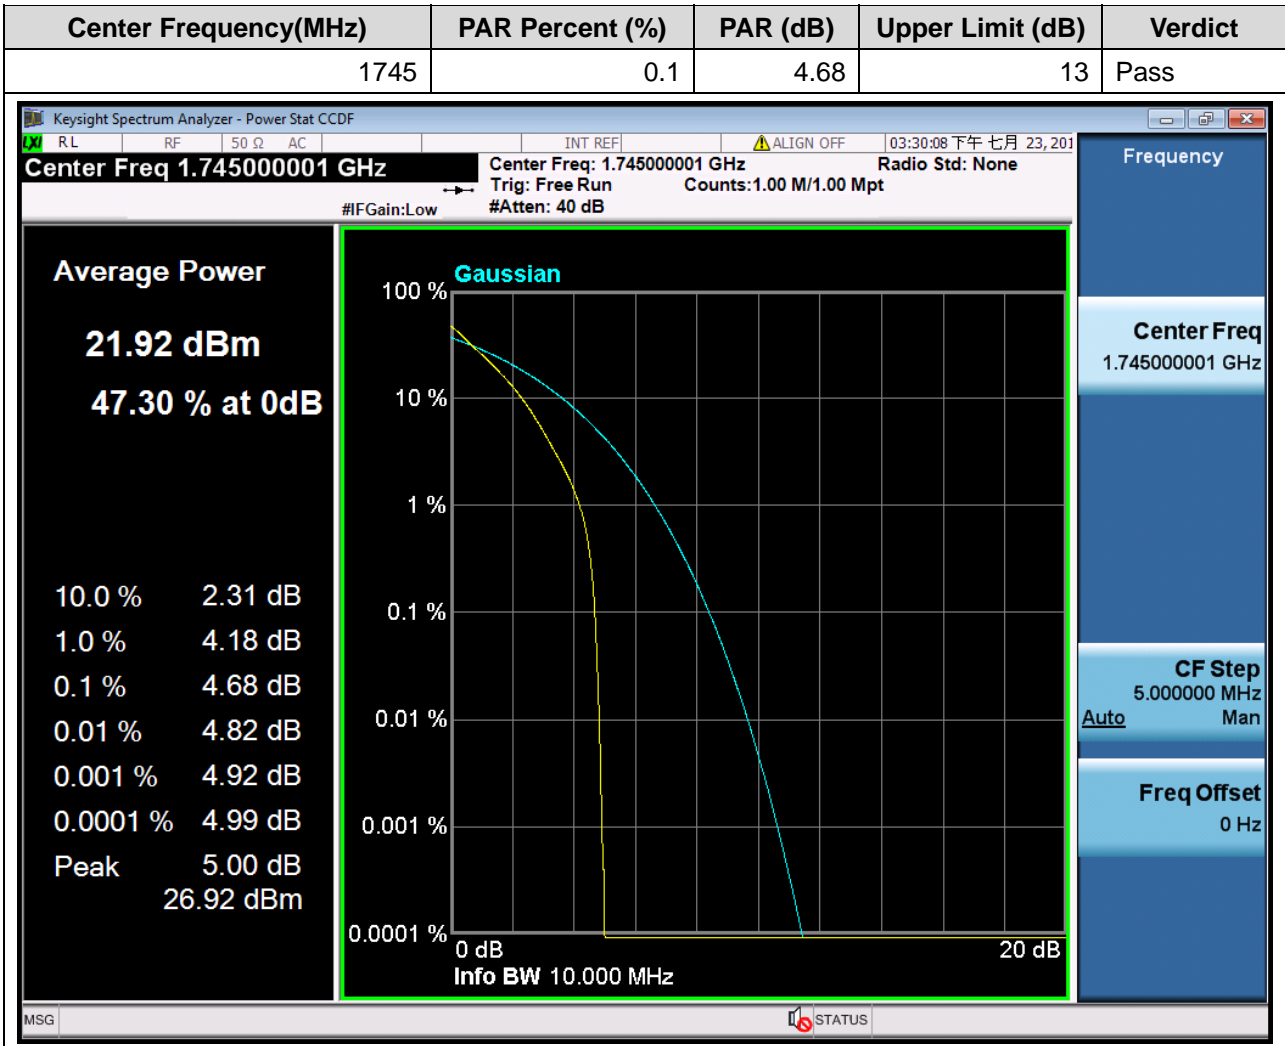 Center Frequency(MHz) PAR Percent (%) PAR (dB) Upper Limit (dB) Verdict
1745 0.1 4.68 13 Pass
Keysight Spectrum Analyzer - Power Stat CCDF
LXI RL RF 50 Ω AC INT REF ALIGN OFF 03:30:08 下午 七月 23, 201
Center Freq 1.745000001 GHz
Center Freq: 1.745000001 GHz Radio Std: None
Trig: Free Run Counts:1.00 M/1.00 Mpt
#IFGain:Low #Atten: 40 dB
Frequency
Average Power
21.92 dBm
47.30 % at 0dB
10.0 % 2.31 dB
1.0 % 4.18 dB
0.1 % 4.68 dB
0.01 % 4.82 dB
0.001 % 4.92 dB
0.0001 % 4.99 dB
Peak 5.00 dB
26.92 dBm
Gaussian
100 %
10 %
1 %
0.1 %
0.01 %
0.001 %
0.0001 %
0 dB 20 dB
Info BW 10.000 MHz
Center Freq
1.745000001 GHz
CF Step
5.000000 MHz
Auto Man
Freq Offset
0 Hz
MSG STATUS